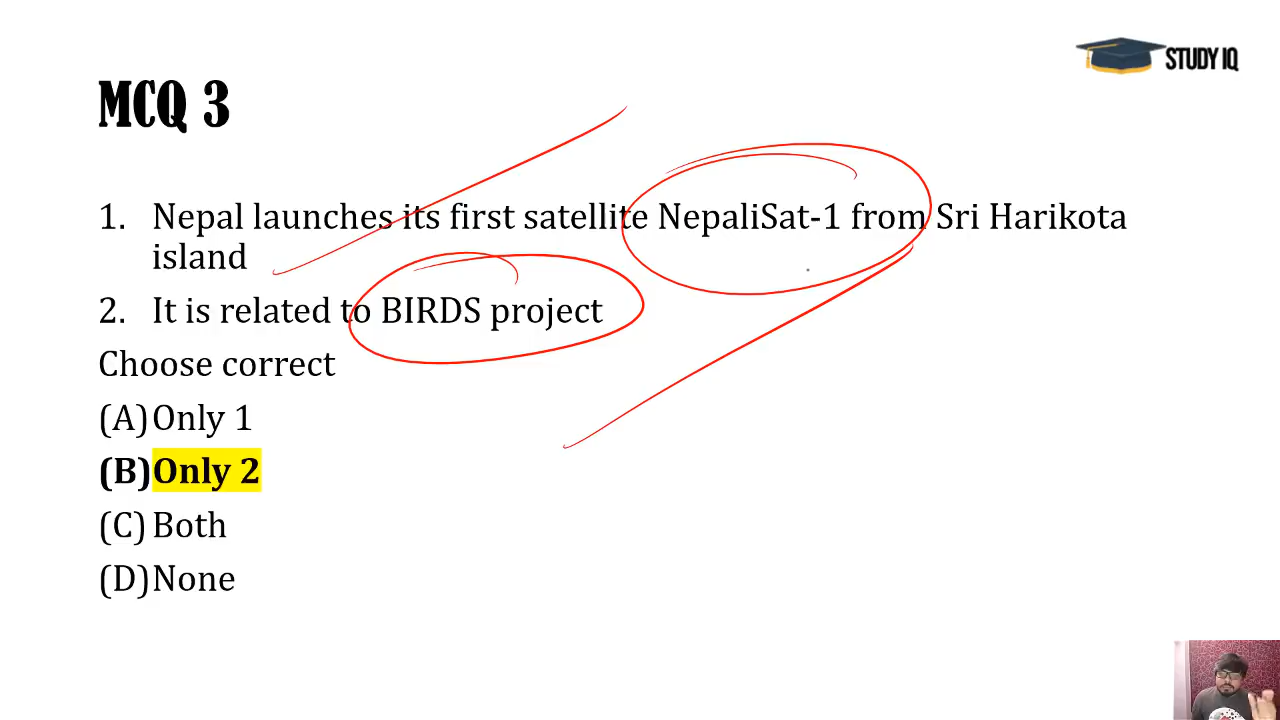 STUDY IQ
MCQ 3
1. Nepal launches its first satellite NepaliSat-1 from Sri Harikota
island
2. It is related to BIRDS project
Choose correct
(A) Only 1
(B) Only 2
(C) Both
(D) None